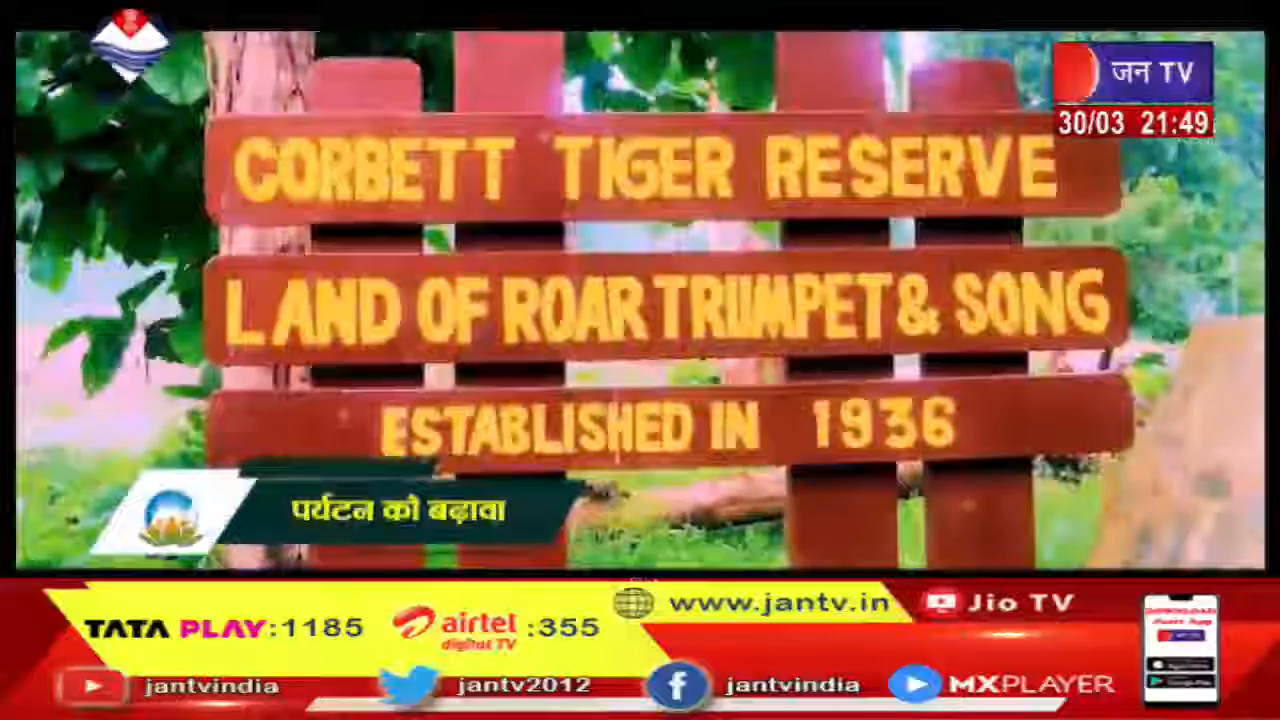 जन TV
30/03 21:49
CORBETT TIGER RESERVE
LAND OF ROAR TRUMPET & SONG
ESTABLISHED IN 1936
पर्यटन को बढ़ावा
TATA PLAY:1185
airtel digital TV :355
www.jantv.in
Jio TV
jantvindia
jantv2012
jantvindia
MXPLAYER